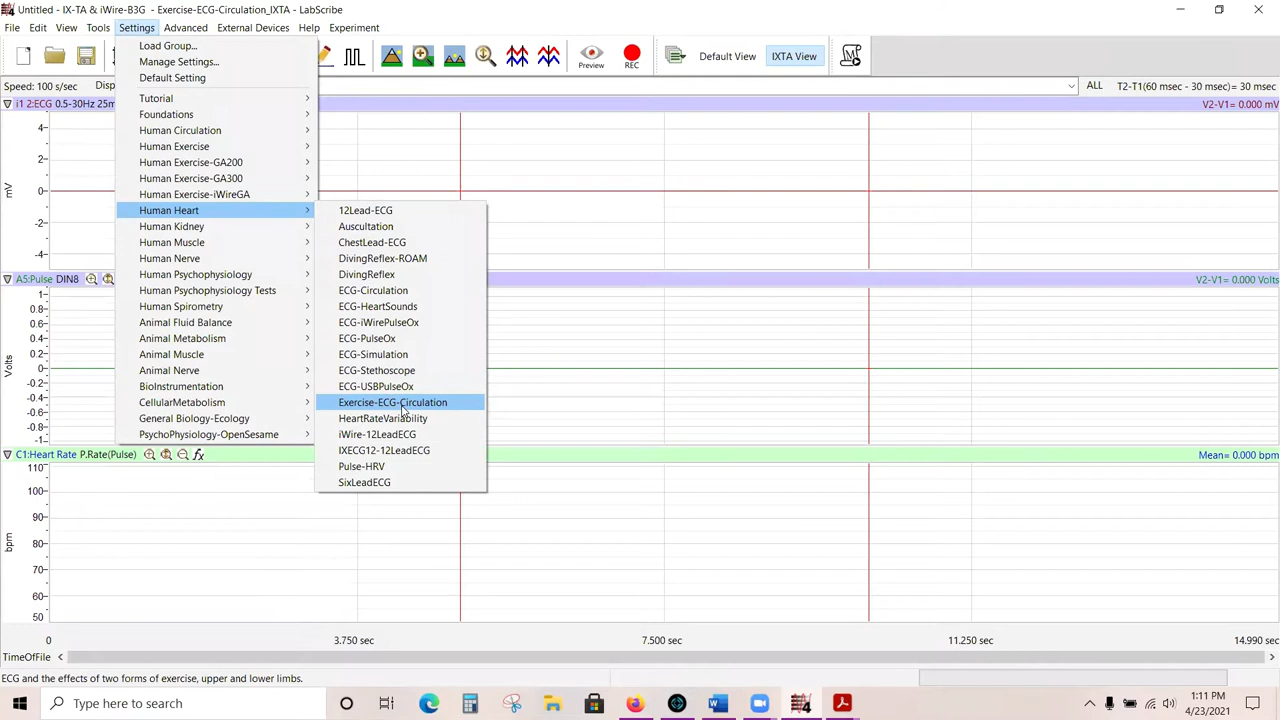 Untitled - IX-TA & iWire-B3G - Exercise-ECG-Circulation_IXTA - LabScribe
File Edit View Tools Settings Advanced External Devices Help Experiment
Preview REC Default View IXTA View
Speed: 100 s/sec Disp ALL T2-T1(60 msec - 30 msec)= 30 msec
i1 2:ECG 0.5-30Hz 25m V2-V1= 0.000 mV
Load Group...
Manage Settings...
Default Setting
Tutorial
Foundations
Human Circulation
Human Exercise
Human Exercise-GA200
Human Exercise-GA300
Human Exercise-iWireGA
Human Heart
Human Kidney
Human Muscle
Human Nerve
Human Psychophysiology
Human Psychophysiology Tests
Human Spirometry
Animal Fluid Balance
Animal Metabolism
Animal Muscle
Animal Nerve
BioInstrumentation
CellularMetabolism
General Biology-Ecology
PsychoPhysiology-OpenSesame
12Lead-ECG
Auscultation
ChestLead-ECG
DivingReflex-ROAM
DivingReflex
ECG-Circulation
ECG-HeartSounds
ECG-iWirePulseOx
ECG-PulseOx
ECG-Simulation
ECG-Stethoscope
ECG-USBPulseOx
Exercise-ECG-Circulation
HeartRateVariability
iWire-12LeadECG
IXECG12-12LeadECG
Pulse-HRV
SixLeadECG
4
2
0
-2
-4
mV
A5:Pulse DIN8 V2-V1= 0.000 Volts
1
0.8
0.6
0.4
0.2
0
-0.2
-0.4
-0.6
-0.8
-1
Volts
C1:Heart Rate P.Rate(Pulse) fx Mean= 0.000 bpm
110
100
90
80
70
60
50
bpm
0 3.750 sec 7.500 sec 11.250 sec 14.990 sec
TimeOfFile
ECG and the effects of two forms of exercise, upper and lower limbs.
Type here to search
1:11 PM
4/23/2021